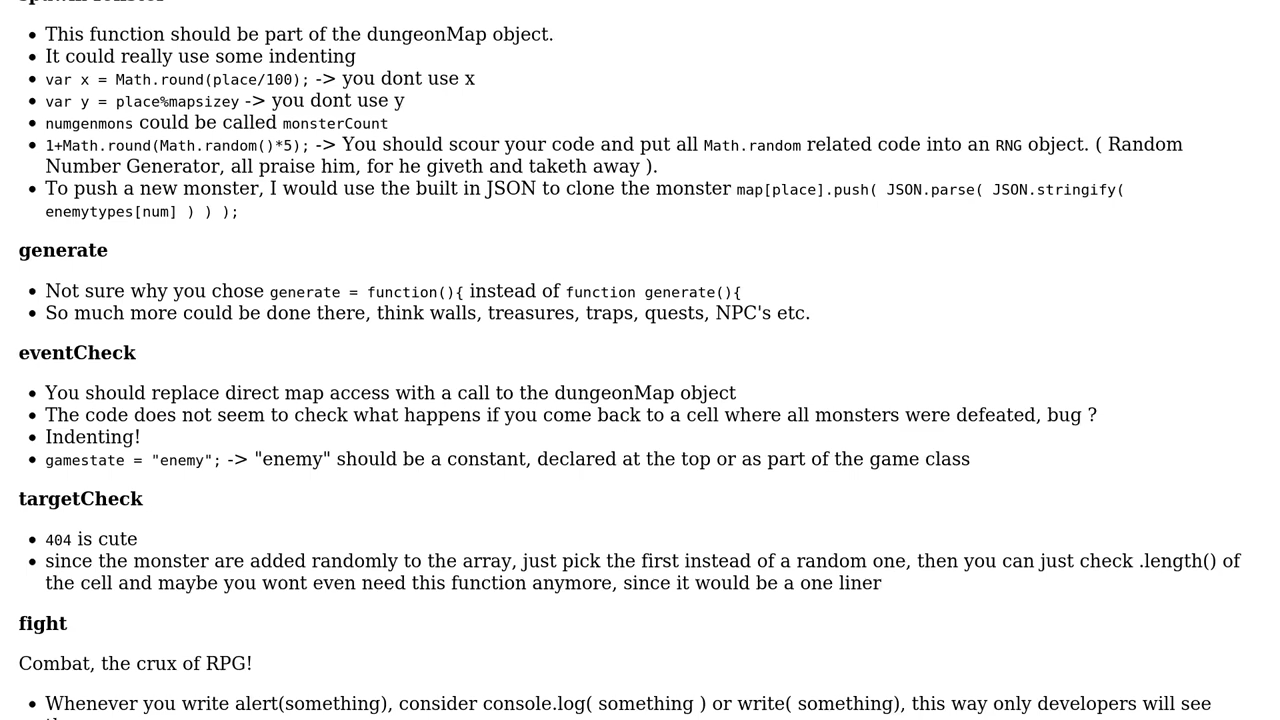 This function should be part of the dungeonMap object.
It could really use some indenting
var x = Math.round(place/100); -> you dont use x
var y = place%mapsizey -> you dont use y
numgenmons could be called monsterCount
1+Math.round(Math.random()*5); -> You should scour your code and put all Math.random related code into an RNG object. ( Random
Number Generator, all praise him, for he giveth and taketh away ).
To push a new monster, I would use the built in JSON to clone the monster map[place].push( JSON.parse( JSON.stringify(
enemytypes[num] ) ) );
generate
Not sure why you chose generate = function(){ instead of function generate(){
So much more could be done there, think walls, treasures, traps, quests, NPC's etc.
eventCheck
You should replace direct map access with a call to the dungeonMap object
The code does not seem to check what happens if you come back to a cell where all monsters were defeated, bug ?
Indenting!
gamestate = "enemy"; -> "enemy" should be a constant, declared at the top or as part of the game class
targetCheck
404 is cute
since the monster are added randomly to the array, just pick the first instead of a random one, then you can just check .length() of
the cell and maybe you wont even need this function anymore, since it would be a one liner
fight
Combat, the crux of RPG!
Whenever you write alert(something), consider console.log( something ) or write( something), this way only developers will see